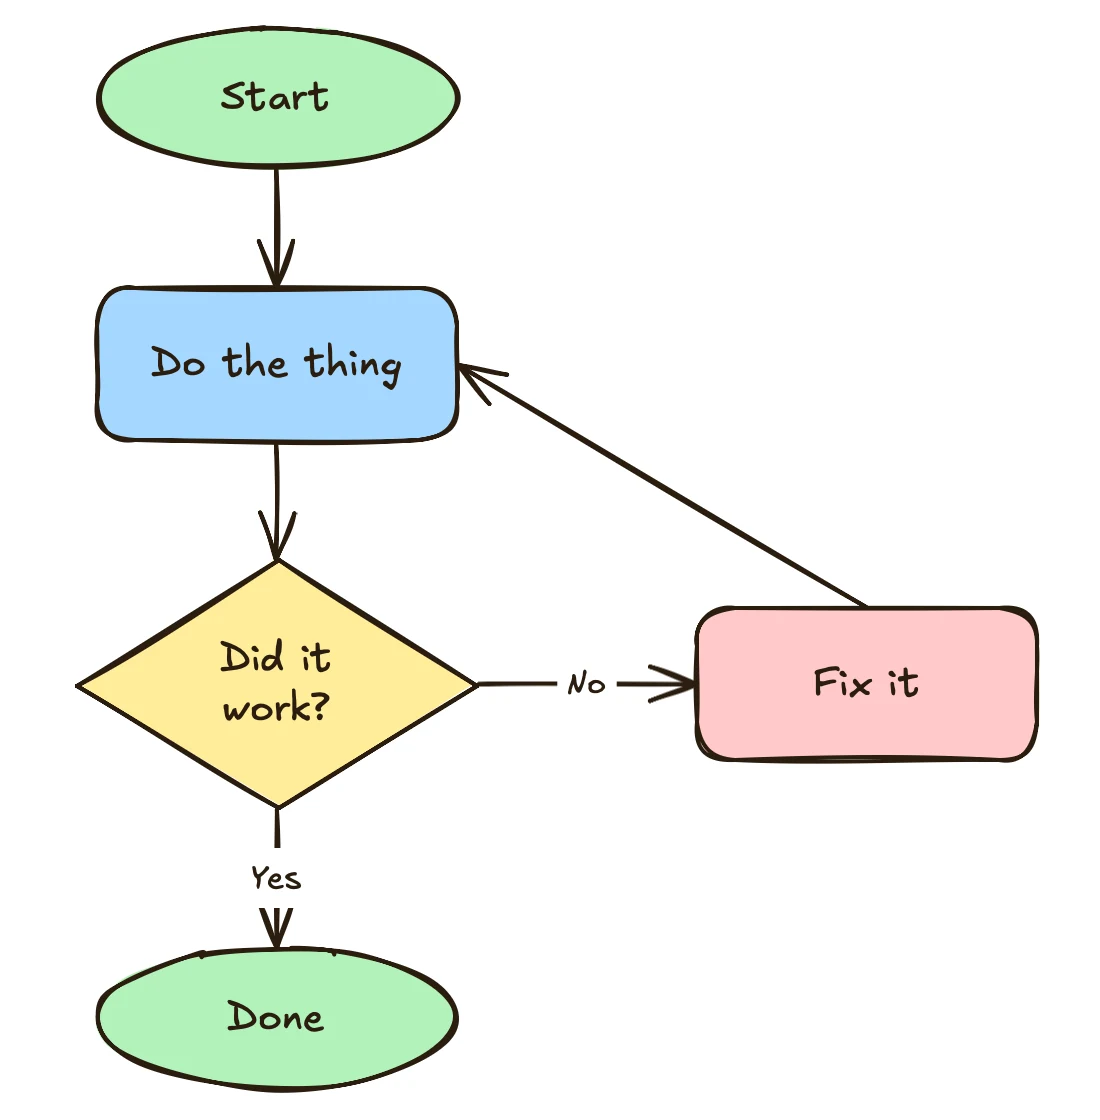 Start
Do the thing
Did it
work?
No
Fix it
Yes
Done